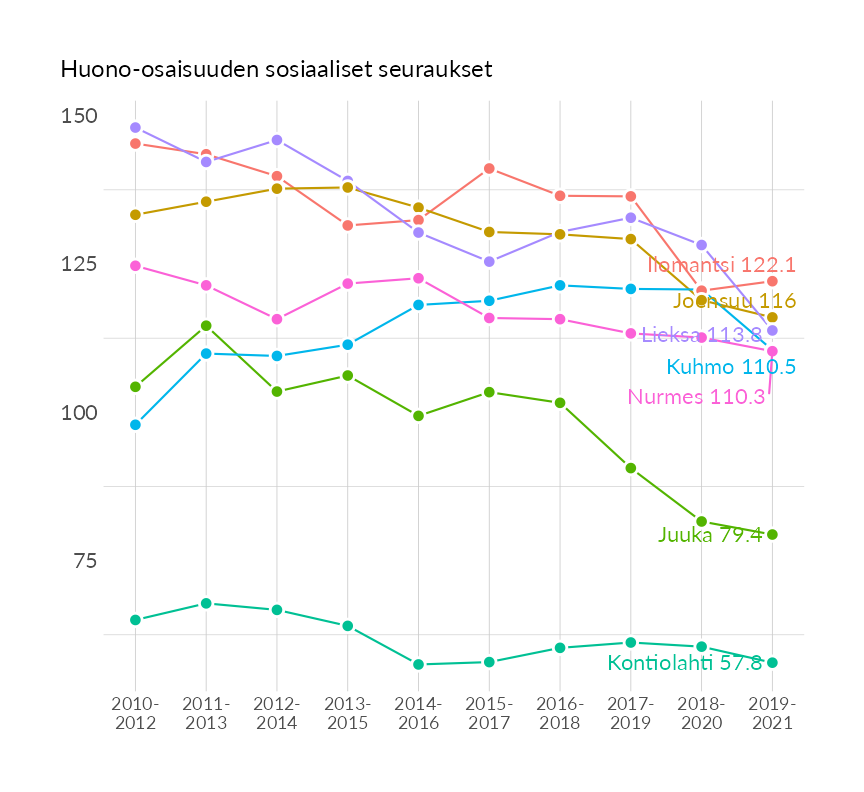 Huono-osaisuuden sosiaaliset seuraukset
150
125
100
75
Ilomantsi 122.1
Joensuu 116
Lieksa 113.8
Kuhmo 110.5
Nurmes 110.3
Juuka 79.4
Kontiolahti 57.8
2010- 2011- 2012- 2013- 2014- 2015- 2016- 2017- 2018- 2019-
2012 2013 2014 2015 2016 2017 2018 2019 2020 2021